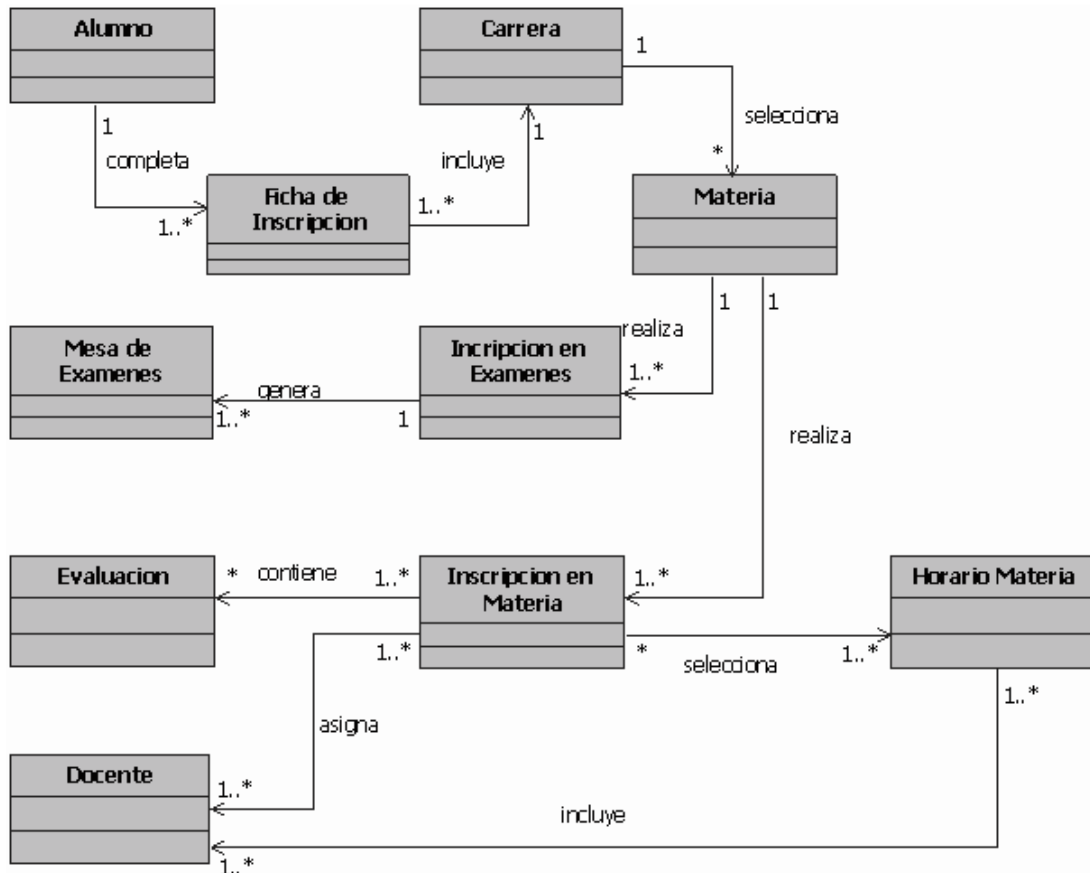 Alumno
Carrera
1
1
completa
1..*
Ficha de
Inscripcion
1..*
incluye
1
selecciona
*
Materia
1
1
realiza
1..*
Mesa de
Examenes
genera
1..*
1
Incripcion en
Examenes
realiza
Evaluacion
*
contiene
1..*
Inscripcion en
Materia
1..*
Horario Materia
1..*
*
selecciona
1..*
1..*
asigna
Docente
1..*
incluye
1..*